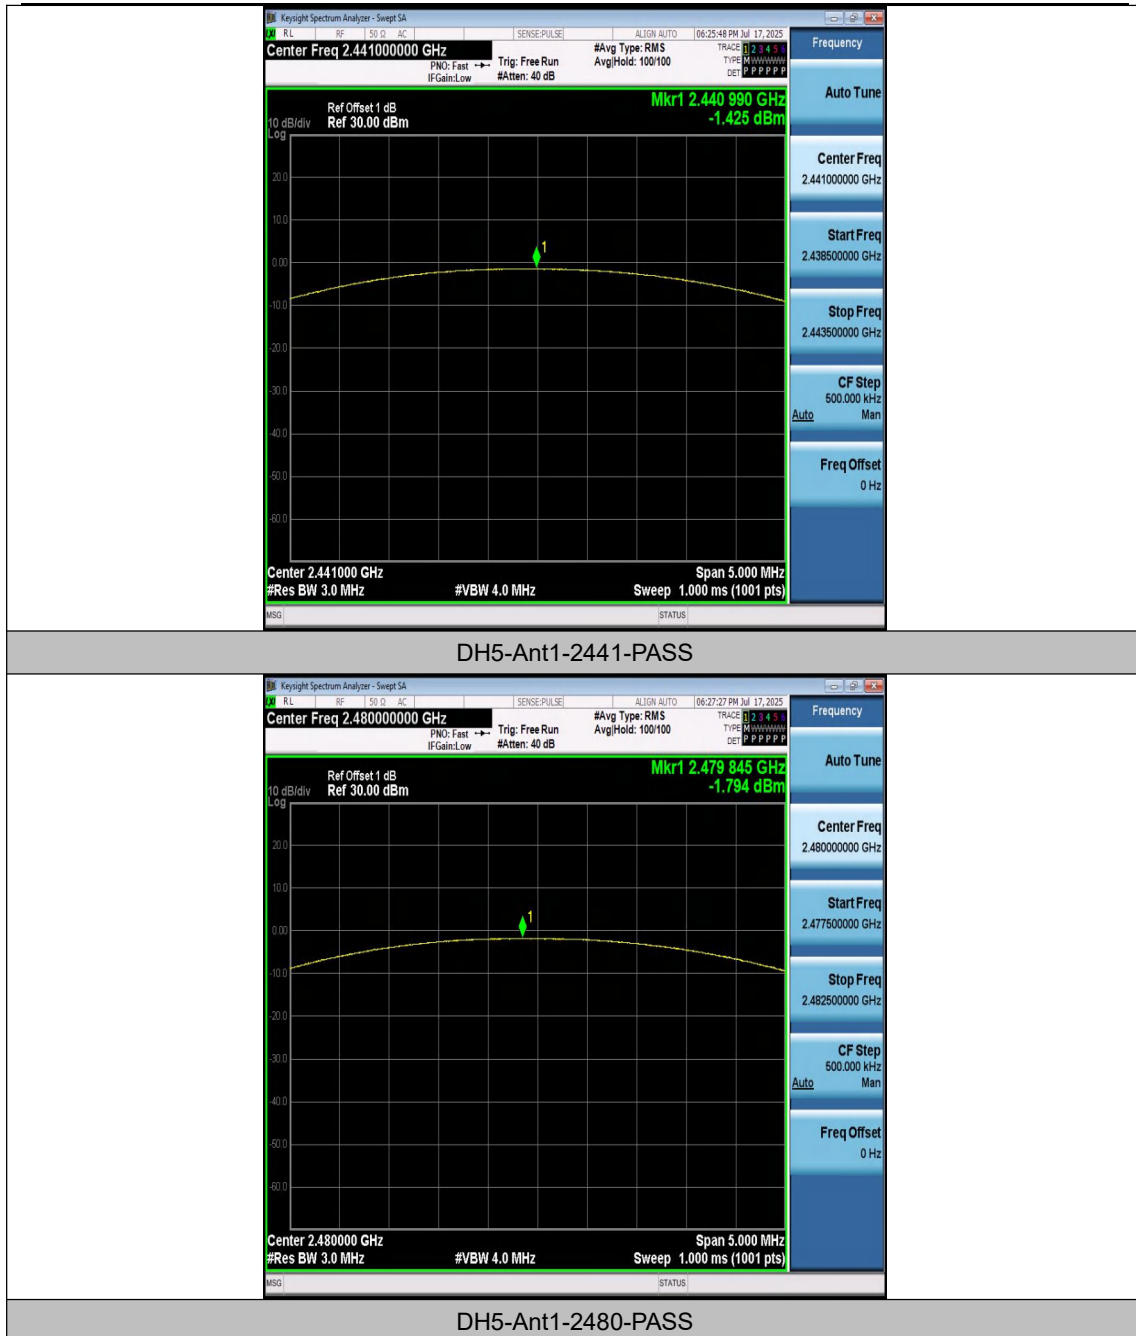 Keysight Spectrum Analyzer - Swept SA
RL RF 50 Ω AC SENSE:PULSE ALIGN AUTO 06:25:48 PM Jul 17, 2025
Center Freq 2.441000000 GHz #Avg Type: RMS TRACE 1 2 3 4 5 6
PNO: Fast Trig: Free Run Avg|Hold: 100/100 TYPE M WWWWW
IFGain:Low #Atten: 40 dB DET P P P P P P
Mkr1 2.440 990 GHz
-1.425 dBm
Ref Offset 1 dB
10 dB/div Ref 30.00 dBm
Log
20.0
10.0
0.00
1
-10.0
-20.0
-30.0
-40.0
-50.0
-60.0
Center 2.441000 GHz Span 5.000 MHz
#Res BW 3.0 MHz #VBW 4.0 MHz Sweep 1.000 ms (1001 pts)
MSG STATUS
Frequency
Auto Tune
Center Freq
2.441000000 GHz
Start Freq
2.438500000 GHz
Stop Freq
2.443500000 GHz
CF Step
500.000 kHz
Auto Man
Freq Offset
0 Hz
DH5-Ant1-2441-PASS
Keysight Spectrum Analyzer - Swept SA
RL RF 50 Ω AC SENSE:PULSE ALIGN AUTO 06:27:27 PM Jul 17, 2025
Center Freq 2.480000000 GHz #Avg Type: RMS TRACE 1 2 3 4 5 6
PNO: Fast Trig: Free Run Avg|Hold: 100/100 TYPE M WWWWW
IFGain:Low #Atten: 40 dB DET P P P P P P
Mkr1 2.479 845 GHz
-1.794 dBm
Ref Offset 1 dB
10 dB/div Ref 30.00 dBm
Log
20.0
10.0
0.00
1
-10.0
-20.0
-30.0
-40.0
-50.0
-60.0
Center 2.480000 GHz Span 5.000 MHz
#Res BW 3.0 MHz #VBW 4.0 MHz Sweep 1.000 ms (1001 pts)
MSG STATUS
Frequency
Auto Tune
Center Freq
2.480000000 GHz
Start Freq
2.477500000 GHz
Stop Freq
2.482500000 GHz
CF Step
500.000 kHz
Auto Man
Freq Offset
0 Hz
DH5-Ant1-2480-PASS